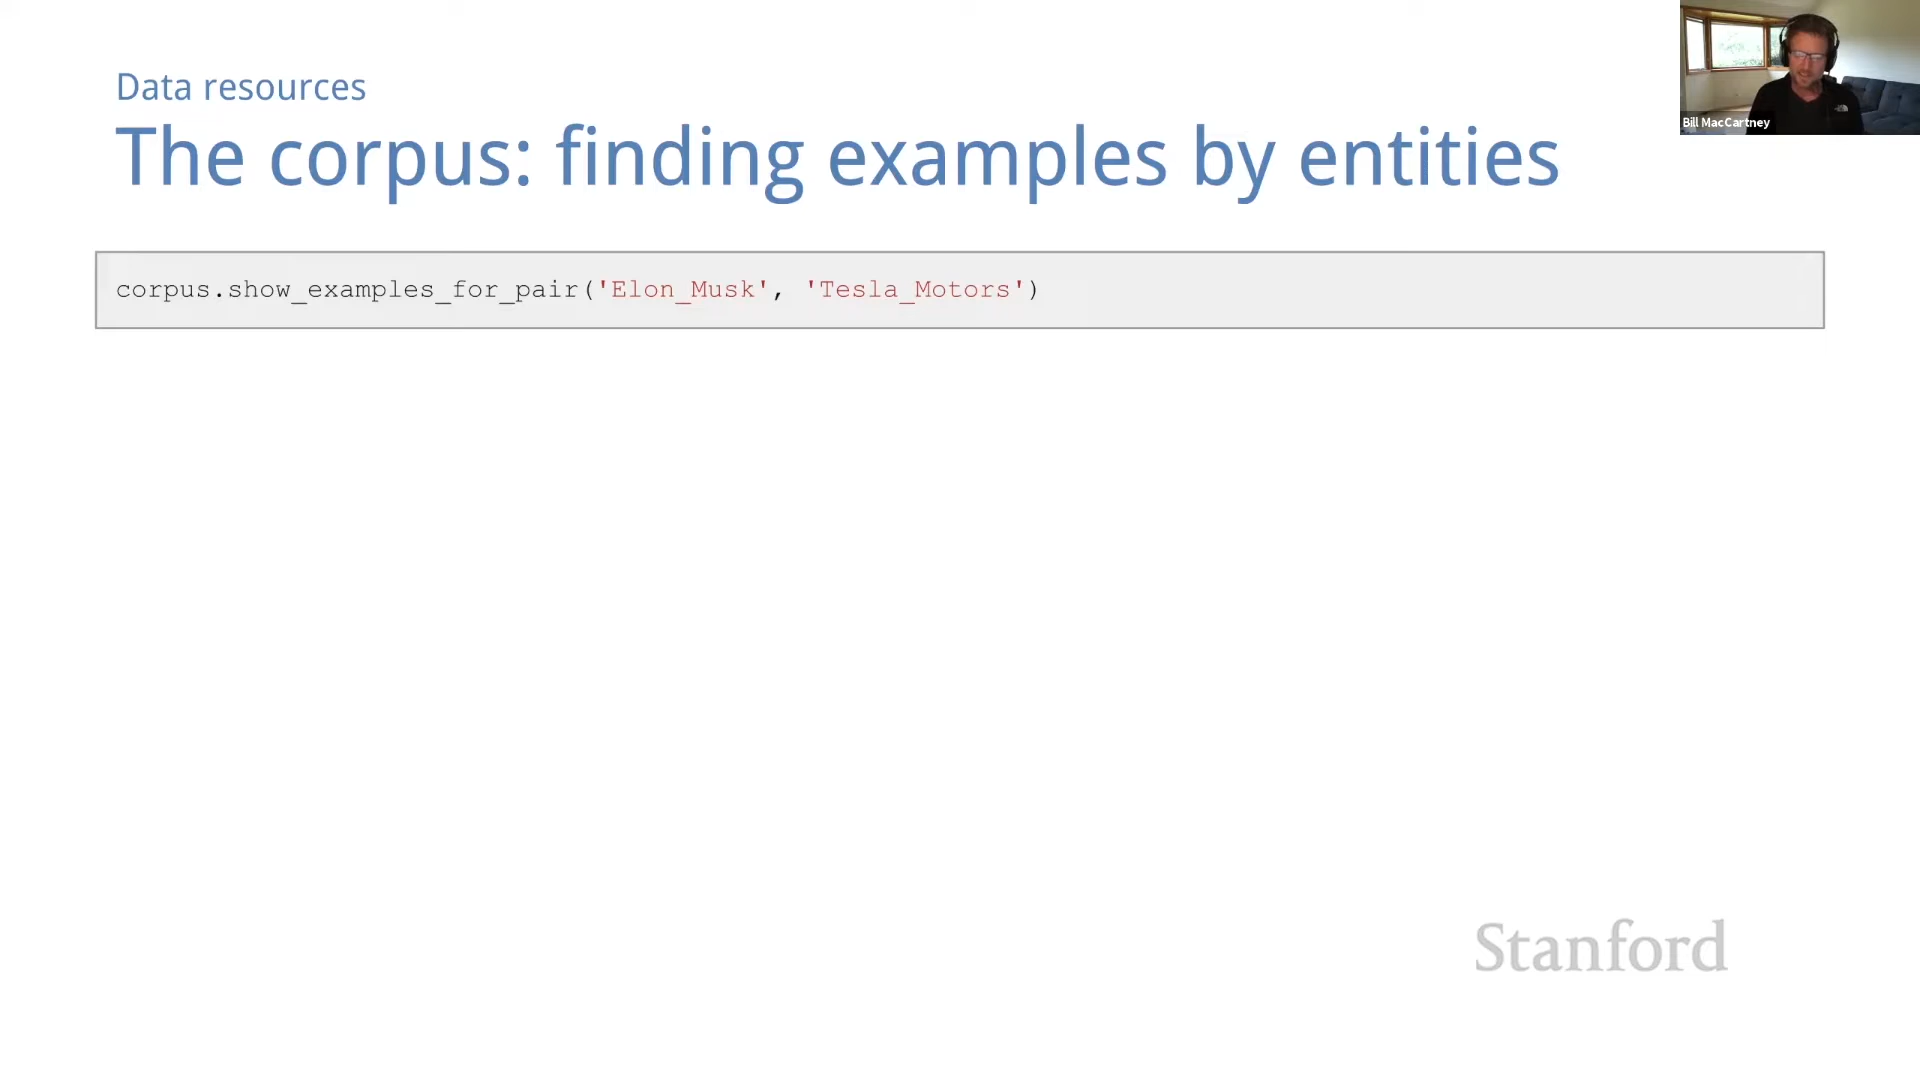 Data resources
The corpus: finding examples by entities
Bill MacCartney
corpus.show_examples_for_pair('Elon_Musk', 'Tesla_Motors')
Stanford